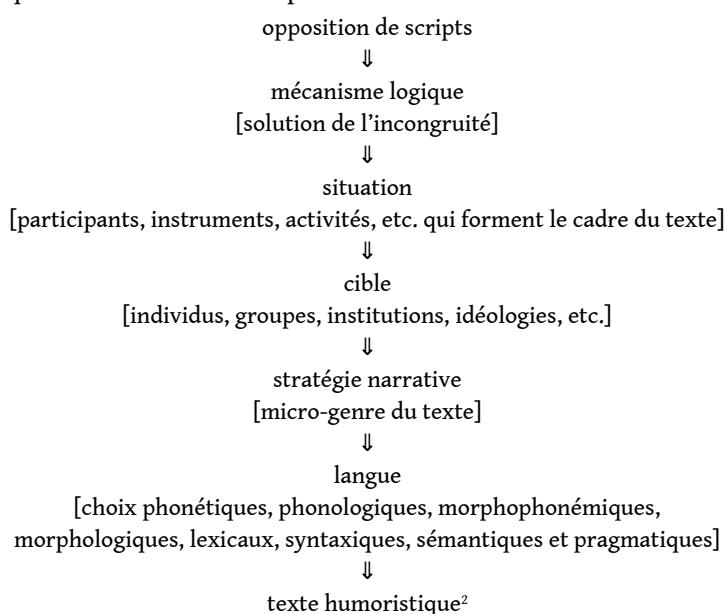 opposition de scripts
⇓
mécanisme logique
[solution de l’incongruité]
⇓
situation
[participants, instruments, activités, etc. qui forment le cadre du texte]
⇓
cible
[individus, groupes, institutions, idéologies, etc.]
⇓
stratégie narrative
[micro-genre du texte]
⇓
langue
[choix phonétiques, phonologiques, morphophonémiques,
morphologiques, lexicaux, syntaxiques, sémantiques et pragmatiques]
⇓
texte humoristique²